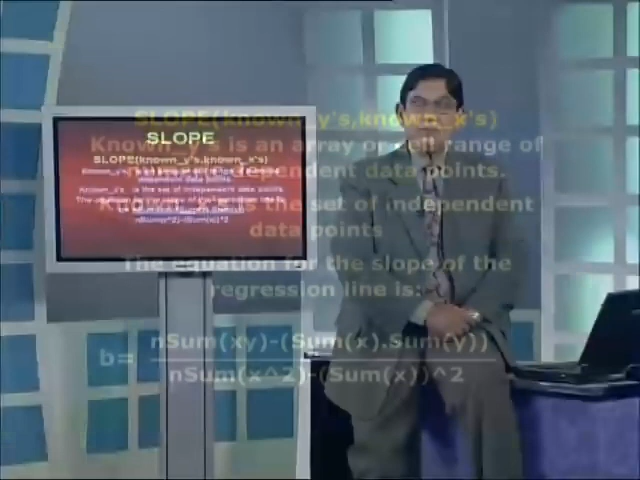 SLOPE(known_y's,known_x's)
Known_y's is an array or cell range of
numeric dependent data points.
Known_x's is the set of independent
data points
The equation for the slope of the
regression line is:
b= nSum(xy)-(Sum(x).Sum(y))
nSum(x^2)-(Sum(x))^2
SLOPE
SLOPE(known_y's,known_x's)